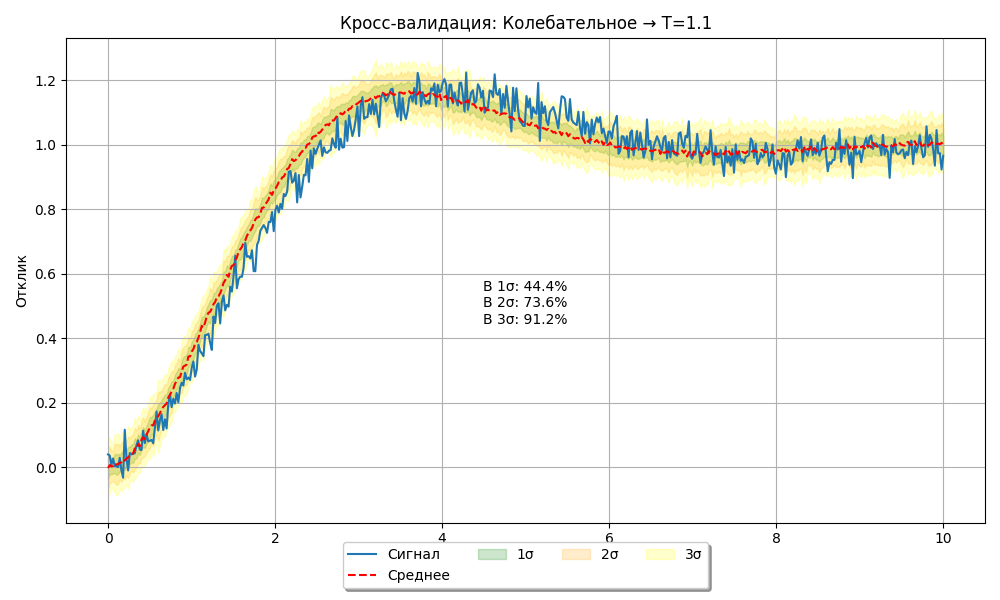 Кросс-валидация: Колебательное → T=1.1
Отклик
1.2
1.0
0.8
0.6
0.4
0.2
0.0
В 1σ: 44.4%
В 2σ: 73.6%
В 3σ: 91.2%
0 2 4 6 8 10
Сигнал 1σ 2σ 3σ
Среднее